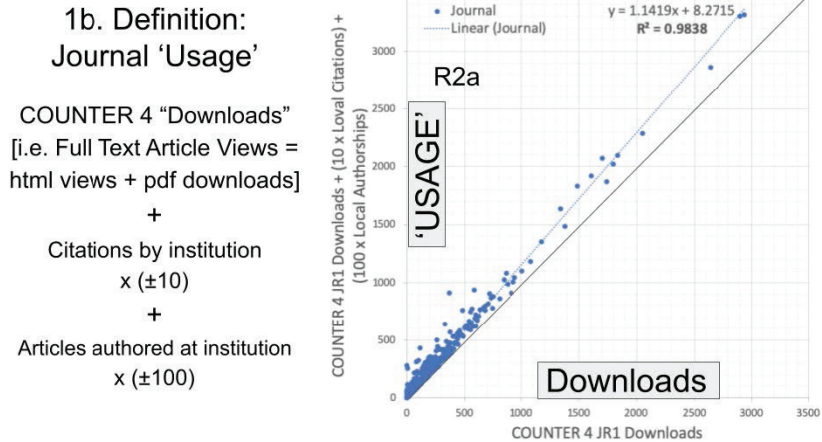 1b. Definition:
Journal ‘Usage’
COUNTER 4 “Downloads”
[i.e. Full Text Article Views =
html views + pdf downloads]
+
Citations by institution
x (±10)
+
Articles authored at institution
x (±100)
COUNTER 4 JR1 Downloads + (10 x Loval Citations) +
(100 x Local Authorships)
‘USAGE’
Journal
Linear (Journal)
y = 1.1419x + 8.2715
R² = 0.9838
R2a
3000
2500
2000
1500
1000
500
0
Downloads
0 500 1000 1500 2000 2500 3000 3500
COUNTER 4 JR1 Downloads